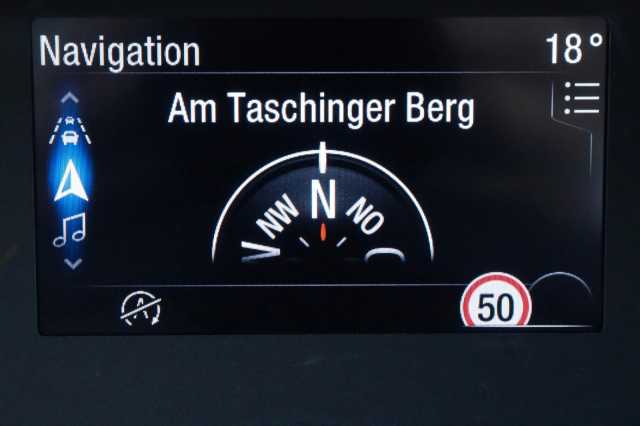 Navigation 18°
Am Taschinger Berg
NW N NO
50